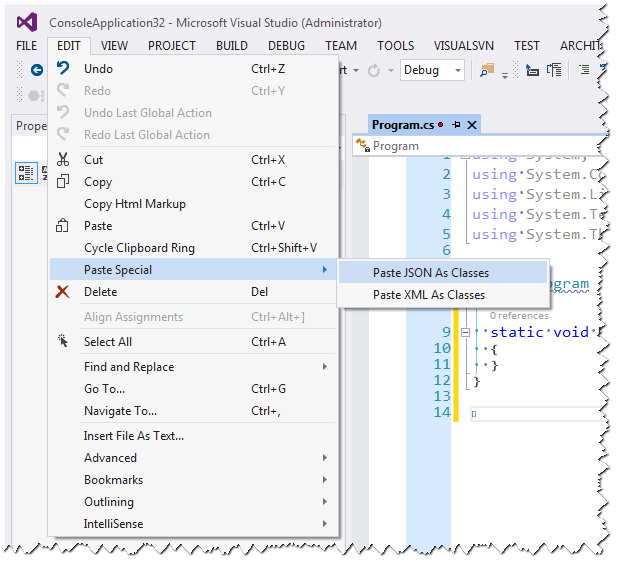 ConsoleApplication32 - Microsoft Visual Studio (Administrator)
FILE EDIT VIEW PROJECT BUILD DEBUG TEAM TOOLS VISUALSVN TEST ARCHI
Debug
Undo Ctrl+Z
Redo Ctrl+Y
Undo Last Global Action
Redo Last Global Action
Cut Ctrl+X
Copy Ctrl+C
Copy Html Markup
Paste Ctrl+V
Cycle Clipboard Ring Ctrl+Shift+V
Paste Special
Delete Del
Align Assignments Ctrl+Alt+]
Select All Ctrl+A
Find and Replace
Go To... Ctrl+G
Navigate To... Ctrl+,
Insert File As Text...
Advanced
Bookmarks
Outlining
IntelliSense
Paste JSON As Classes
Paste XML As Classes
Prope
Program.cs
Program
1 using·System;
2 using·System.Co
3 using·System.Li
4 using·System.Te
5 using·System.Th
6
rogram
0 references
9 static·void
10 {
11 }
12 }
13
14